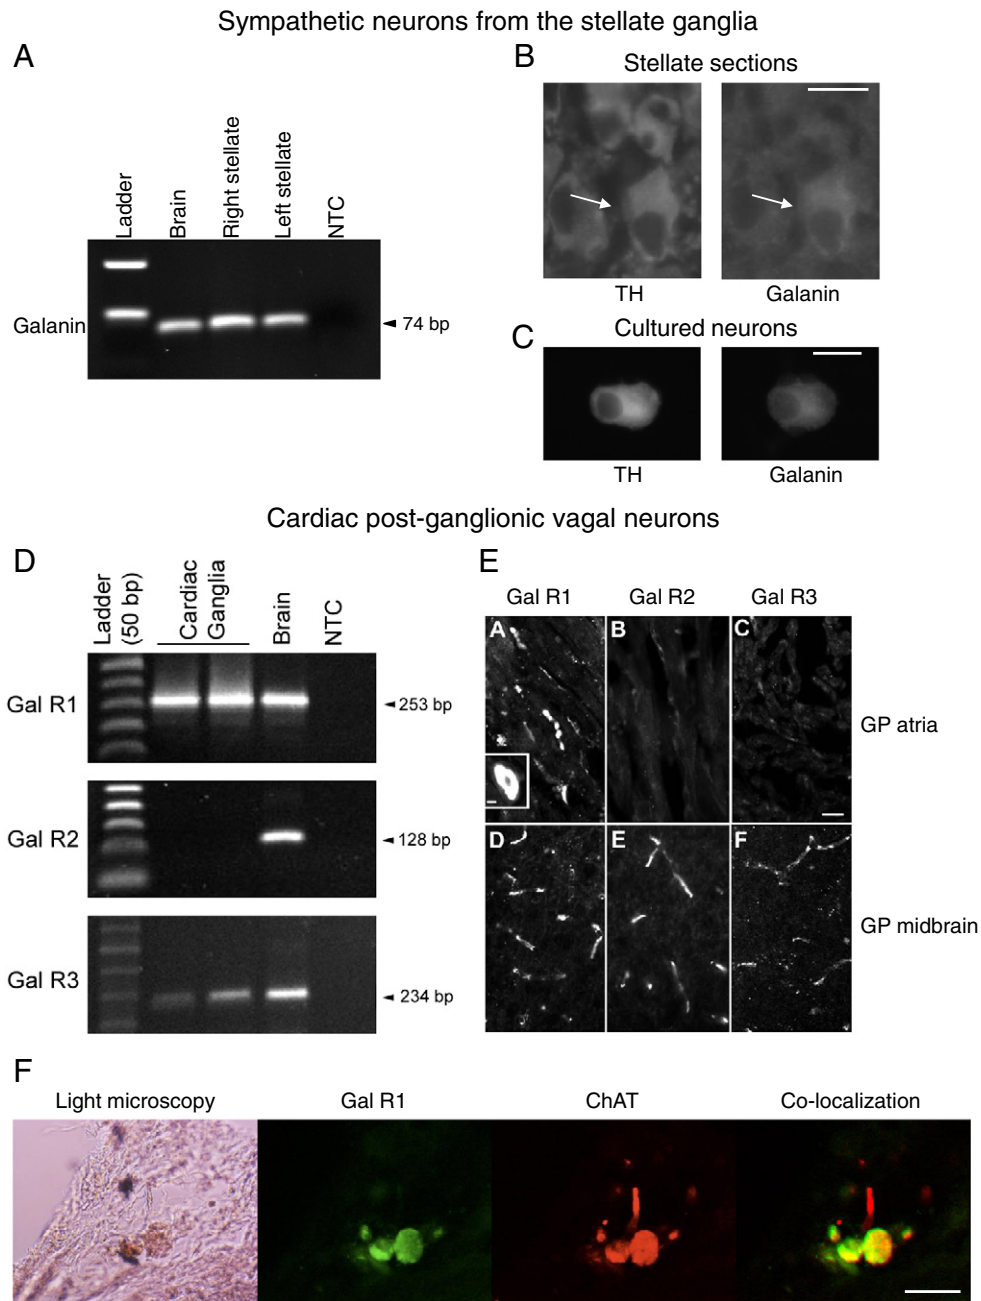 Sympathetic neurons from the stellate ganglia
A
Ladder
Brain
Right stellate
Left stellate
NTC
Galanin
74 bp
B
Stellate sections
TH
Galanin
C
Cultured neurons
TH
Galanin
Cardiac post-ganglionic vagal neurons
D
Ladder
(50 bp)
Cardiac
Ganglia
Brain
NTC
Gal R1
253 bp
Gal R2
128 bp
Gal R3
234 bp
E
Gal R1
Gal R2
Gal R3
A
B
C
GP atria
D
E
F
GP midbrain
F
Light microscopy
Gal R1
ChAT
Co-localization